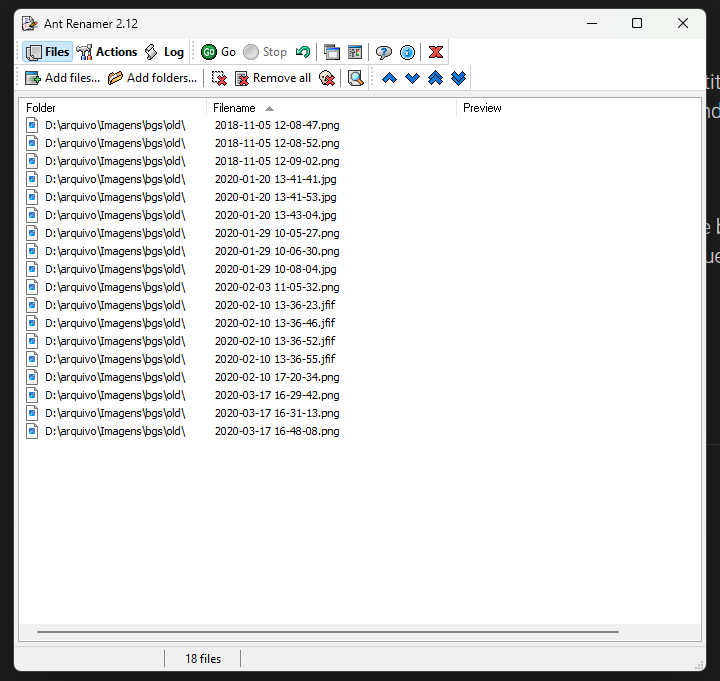 Ant Renamer 2.12
Files Actions Log Go Stop
Add files... Add folders... Remove all
Folder Filename Preview
D:\arquivo\Imagens\bgs\old\ 2018-11-05 12-08-47.png
D:\arquivo\Imagens\bgs\old\ 2018-11-05 12-08-52.png
D:\arquivo\Imagens\bgs\old\ 2018-11-05 12-09-02.png
D:\arquivo\Imagens\bgs\old\ 2020-01-20 13-41-41.jpg
D:\arquivo\Imagens\bgs\old\ 2020-01-20 13-41-53.jpg
D:\arquivo\Imagens\bgs\old\ 2020-01-20 13-43-04.jpg
D:\arquivo\Imagens\bgs\old\ 2020-01-29 10-05-27.png
D:\arquivo\Imagens\bgs\old\ 2020-01-29 10-06-30.png
D:\arquivo\Imagens\bgs\old\ 2020-01-29 10-08-04.jpg
D:\arquivo\Imagens\bgs\old\ 2020-02-03 11-05-32.png
D:\arquivo\Imagens\bgs\old\ 2020-02-10 13-36-23.jfif
D:\arquivo\Imagens\bgs\old\ 2020-02-10 13-36-46.jfif
D:\arquivo\Imagens\bgs\old\ 2020-02-10 13-36-52.jfif
D:\arquivo\Imagens\bgs\old\ 2020-02-10 13-36-55.jfif
D:\arquivo\Imagens\bgs\old\ 2020-02-10 17-20-34.png
D:\arquivo\Imagens\bgs\old\ 2020-03-17 16-29-42.png
D:\arquivo\Imagens\bgs\old\ 2020-03-17 16-31-13.png
D:\arquivo\Imagens\bgs\old\ 2020-03-17 16-48-08.png
18 files